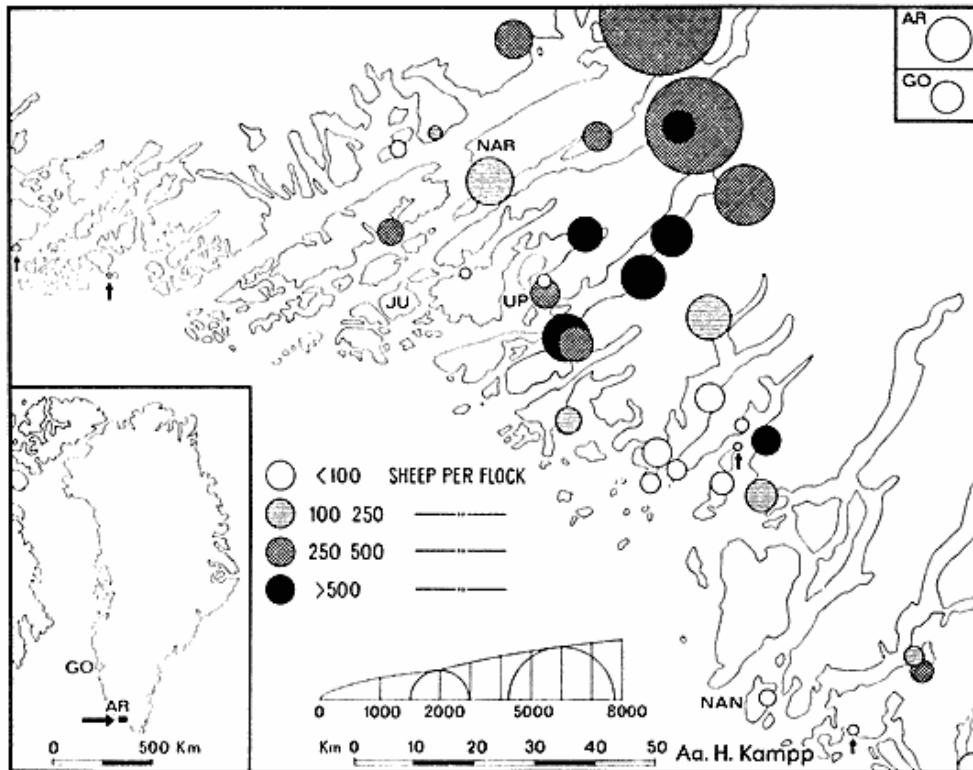 AR
GO
NAR
JU
UP
<100 SHEEP PER FLOCK
100 250 —"—
250 500 —"—
>500 —"—
GO
AR
0 500 Km
0 1000 2000 5000 8000
Km 0 10 20 30 40 50
NAN
Aa. H. Kampp